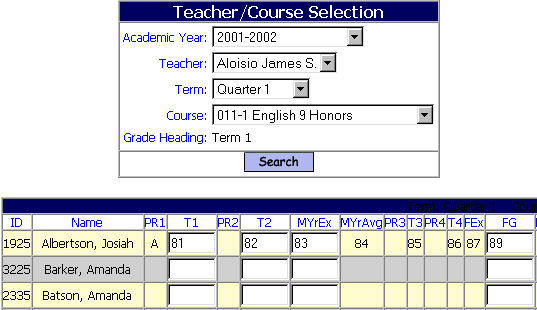 Teacher/Course Selection
Academic Year: 2001-2002
Teacher: Aloisio James S.
Term: Quarter 1
Course: 011-1 English 9 Honors
Grade Heading: Term 1
Search
ID Name PR1 T1 PR2 T2 MYrEx MYrAvg PR3 T3 PR4 T4 FEx FG
1925 Albertson, Josiah A 81 82 83 84 85 86 87 89
3225 Barker, Amanda
2335 Batson, Amanda